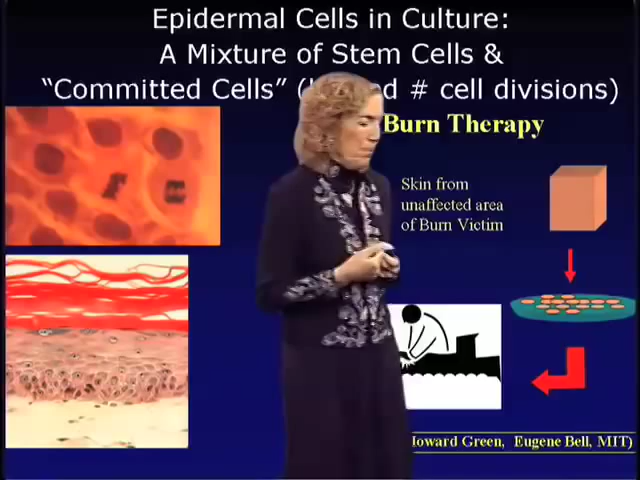 Epidermal Cells in Culture:
A Mixture of Stem Cells &
“Committed Cells” ( # cell divisions)
Burn Therapy
Skin from
unaffected area
of Burn Victim
Green, Eugene Bell, MIT)